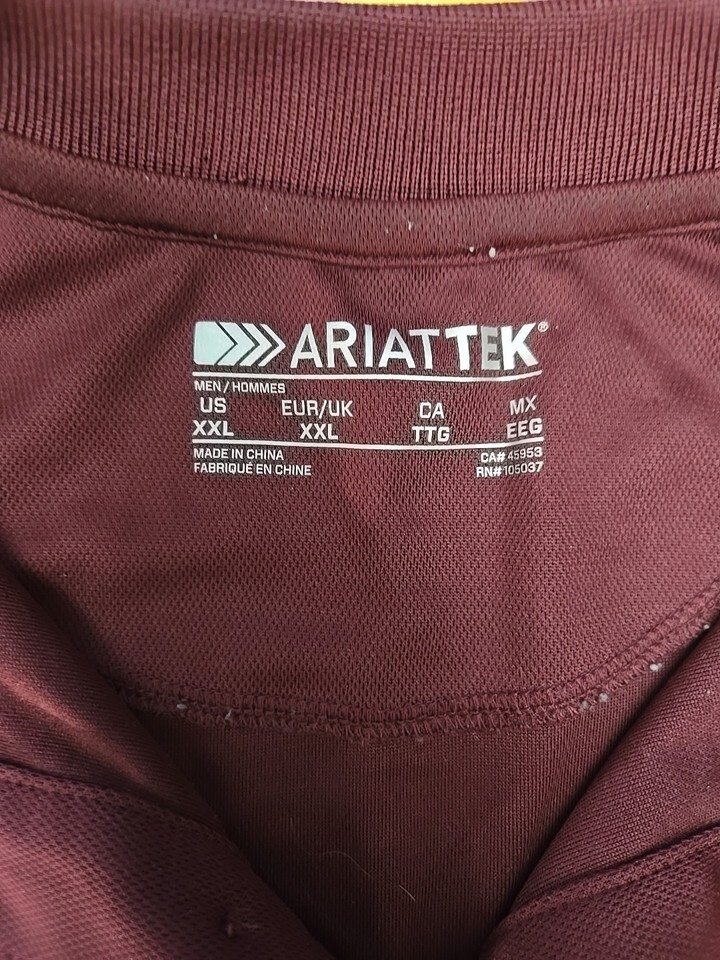 ARIATTEK®
MEN / HOMMES
US EUR/UK CA MX
XXL XXL TTG EEG
MADE IN CHINA CA# 45953
FABRIQUÉ EN CHINE RN# 105037